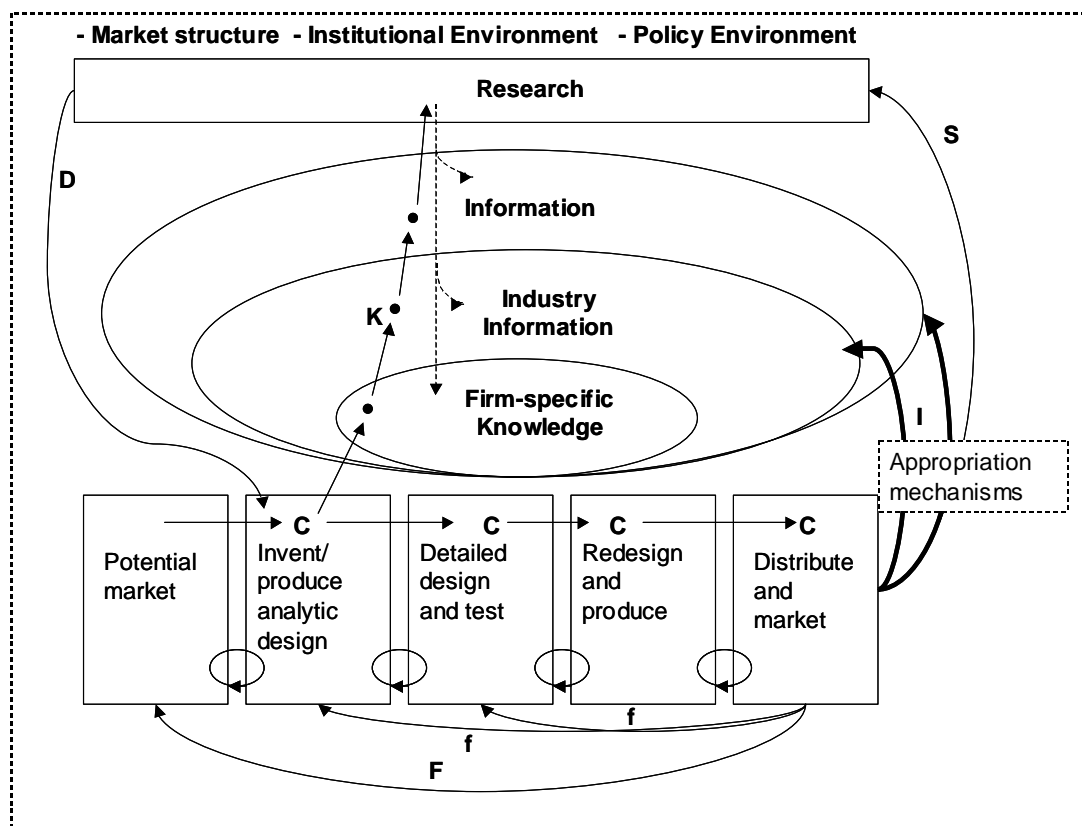 - Market structure - Institutional Environment - Policy Environment
Research
S
D
Information
K
Industry
Information
Firm-specific
Knowledge
I
Appropriation
mechanisms
C
C
C
C
Potential
market
Invent/
produce
analytic
design
Detailed
design
and test
Redesign
and
produce
Distribute
and
market
f
f
F